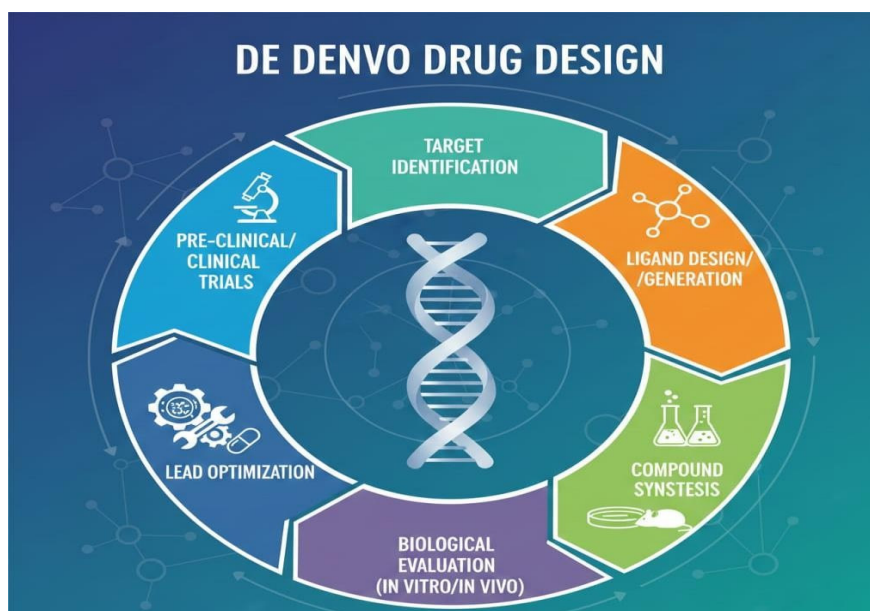 DE DENVO DRUG DESIGN
TARGET
IDENTIFICATION
LIGAND DESIGN/
/GENERATION
COMPOUND
SYNSTESIS
BIOLOGICAL
EVALUATION
(IN VITRO/IN VIVO)
LEAD OPTIMIZATION
PRE-CLINICAL/
CLINICAL
TRIALS